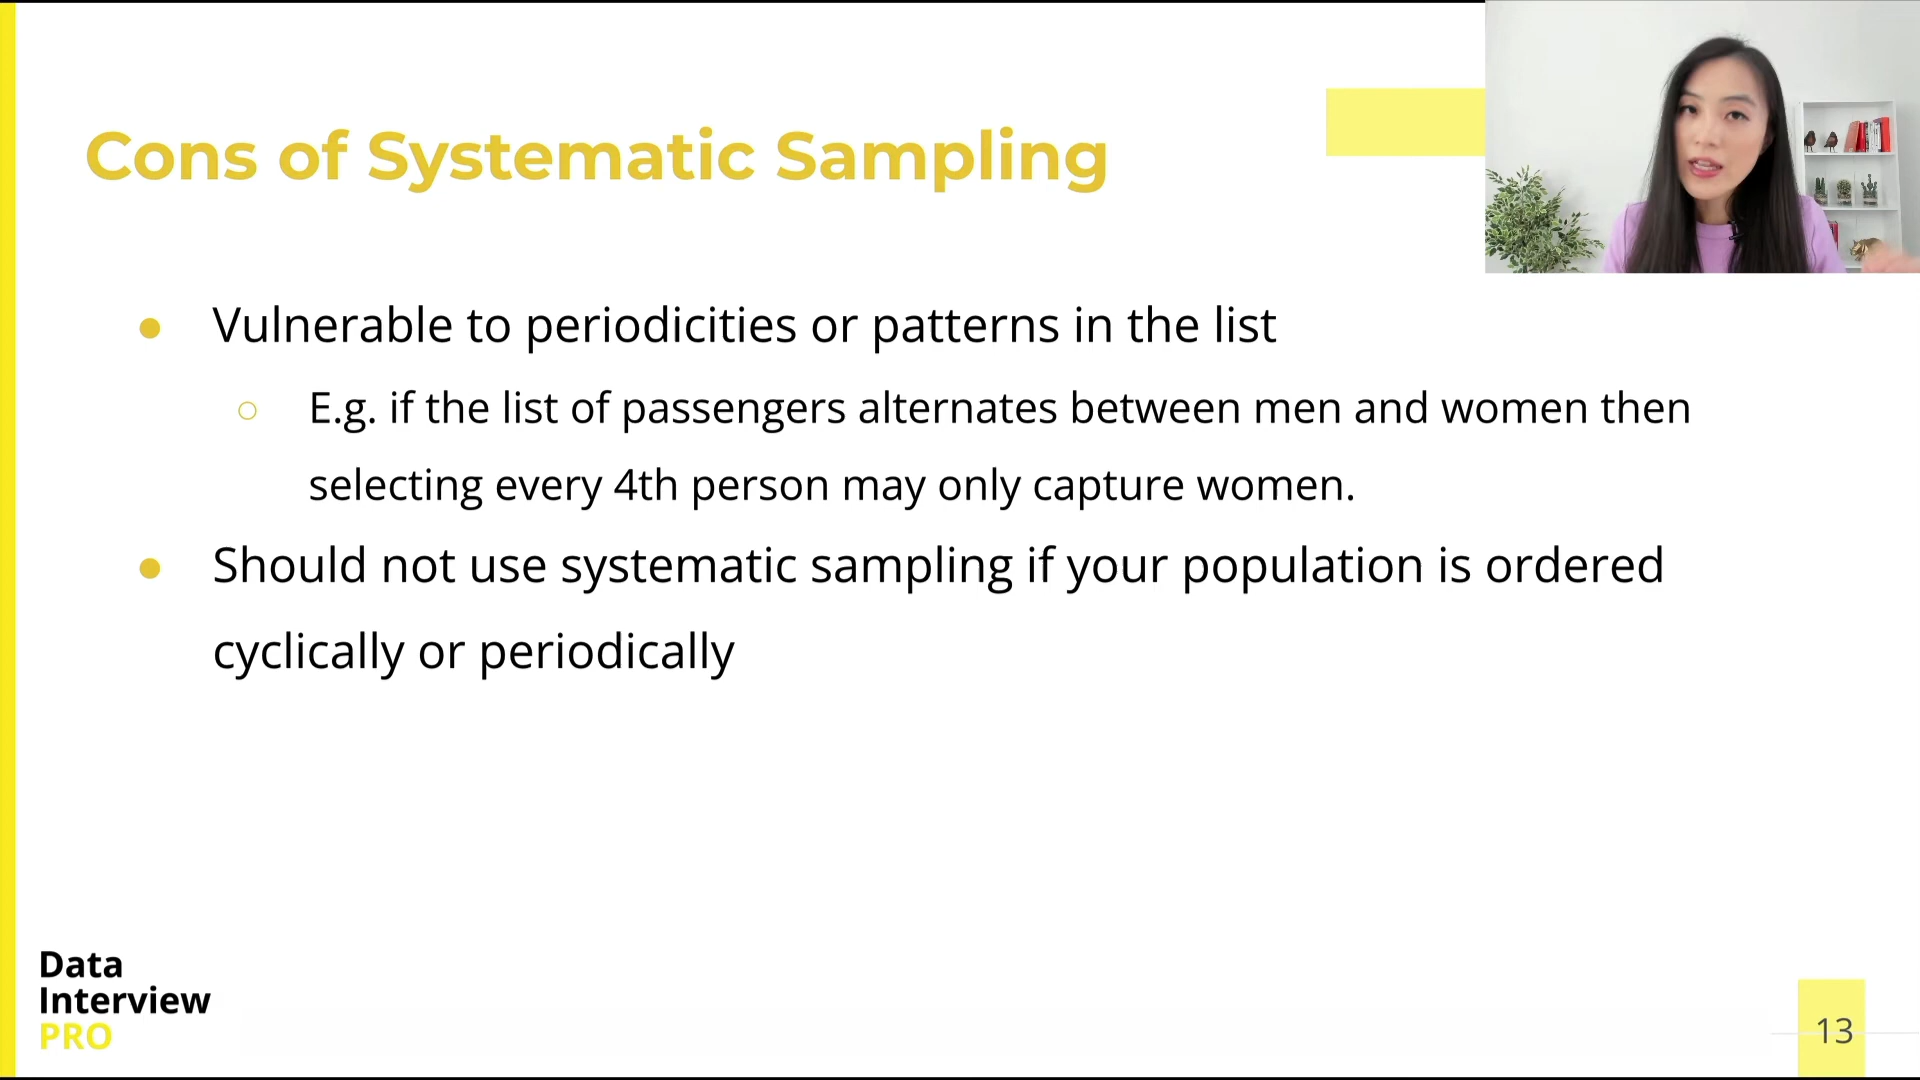 Cons of Systematic Sampling
● Vulnerable to periodicities or patterns in the list
○ E.g. if the list of passengers alternates between men and women then
selecting every 4th person may only capture women.
● Should not use systematic sampling if your population is ordered
cyclically or periodically
Data
Interview
PRO
13